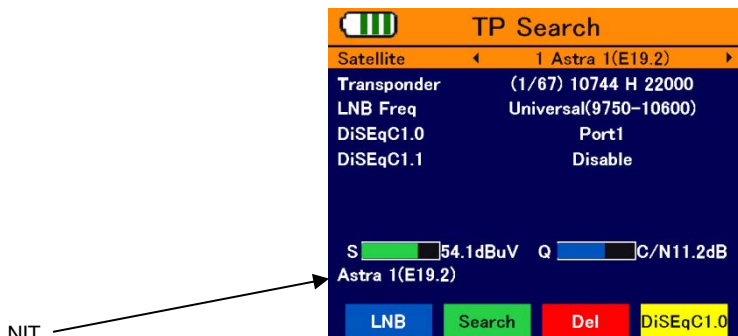 TP Search
Satellite 1 Astra 1(E19.2)
Transponder (1/67) 10744 H 22000
LNB Freq Universal(9750-10600)
DiSEqC1.0 Port1
DiSEqC1.1 Disable
S 54.1dBuV Q C/N11.2dB
Astra 1(E19.2)
NIT
LNB Search Del DiSEqC1.0